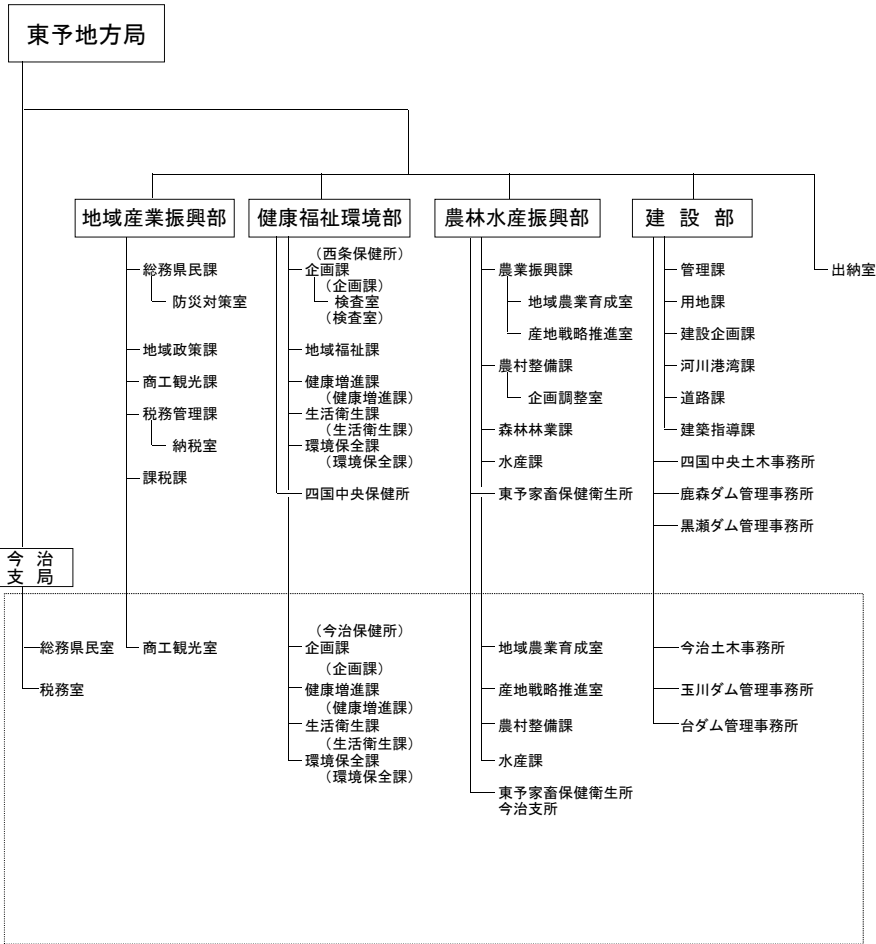 東予地方局
地域産業振興部
総務県民課
防災対策室
地域政策課
商工観光課
税務管理課
納税室
課税課
健康福祉環境部
（西条保健所）
企画課
（企画課）
検査室
（検査室）
地域福祉課
健康増進課
（健康増進課）
生活衛生課
（生活衛生課）
環境保全課
（環境保全課）
四国中央保健所
農林水産振興部
農業振興課
地域農業育成室
産地戦略推進室
農村整備課
企画調整室
森林林業課
水産課
東予家畜保健衛生所
建設部
管理課
用地課
建設企画課
河川港湾課
道路課
建築指導課
四国中央土木事務所
鹿森ダム管理事務所
黒瀬ダム管理事務所
出納室
今治
支局
総務県民室
税務室
商工観光室
（今治保健所）
企画課
（企画課）
健康増進課
（健康増進課）
生活衛生課
（生活衛生課）
環境保全課
（環境保全課）
地域農業育成室
産地戦略推進室
農村整備課
水産課
東予家畜保健衛生所
今治支所
今治土木事務所
玉川ダム管理事務所
台ダム管理事務所